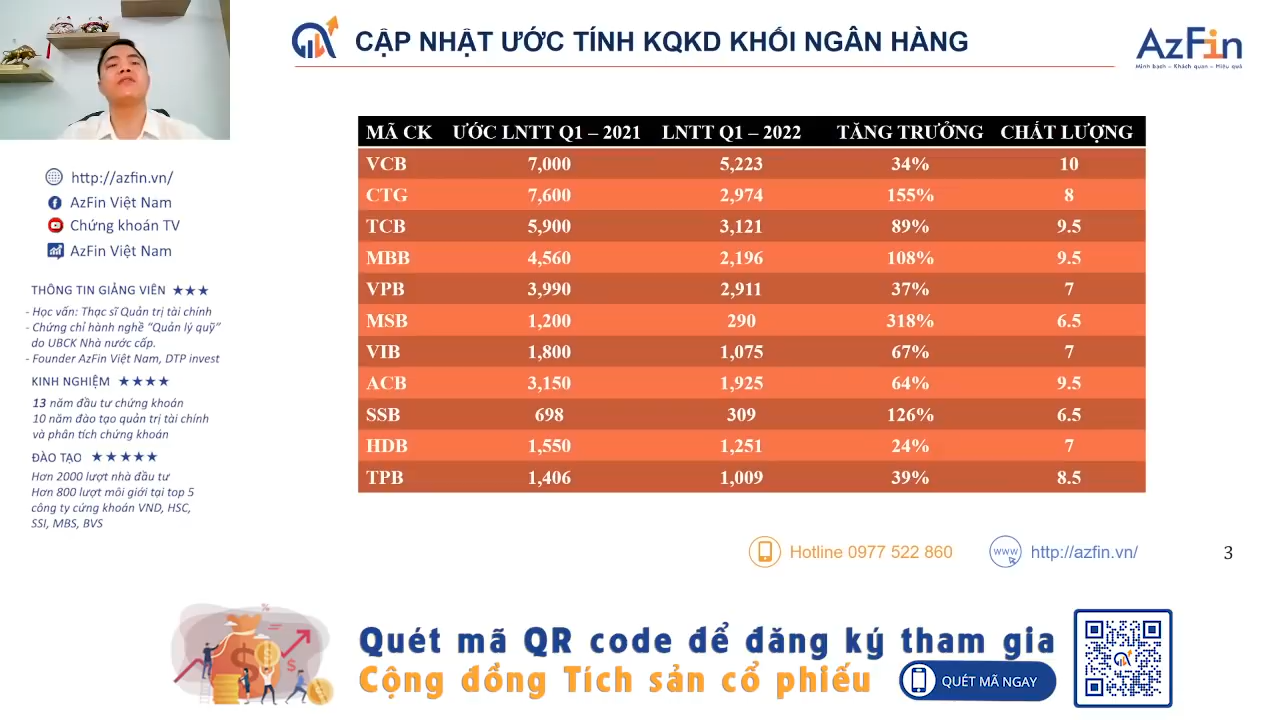 CẬP NHẬT ƯỚC TÍNH KQKD KHỐI NGÂN HÀNG
AzFin
Minh bạch – Khách quan – Hiệu quả
http://azfin.vn/
AzFin Việt Nam
Chứng khoán TV
AzFin Việt Nam
THÔNG TIN GIẢNG VIÊN ★★★
- Học vấn: Thạc sĩ Quản trị tài chính
- Chứng chỉ hành nghề “Quản lý quỹ”
do UBCK Nhà nước cấp.
- Founder AzFin Việt Nam, DTP invest
KINH NGHIỆM ★★★★
13 năm đầu tư chứng khoán
10 năm đào tạo quản trị tài chính
và phân tích chứng khoán
ĐÀO TẠO ★★★★★
Hơn 2000 lượt nhà đầu tư
Hơn 800 lượt môi giới tại top 5
công ty cứng khoán VND, HSC,
SSI, MBS, BVS
MÃ CK ƯỚC LNTT Q1 – 2021 LNTT Q1 – 2022 TĂNG TRƯỞNG CHẤT LƯỢNG
VCB 7,000 5,223 34% 10
CTG 7,600 2,974 155% 8
TCB 5,900 3,121 89% 9.5
MBB 4,560 2,196 108% 9.5
VPB 3,990 2,911 37% 7
MSB 1,200 290 318% 6.5
VIB 1,800 1,075 67% 7
ACB 3,150 1,925 64% 9.5
SSB 698 309 126% 6.5
HDB 1,550 1,251 24% 7
TPB 1,406 1,009 39% 8.5
Hotline 0977 522 860
www
http://azfin.vn/
3
Quét mã QR code để đăng ký tham gia
Cộng đồng Tích sản cổ phiếu
QUÉT MÃ NGAY